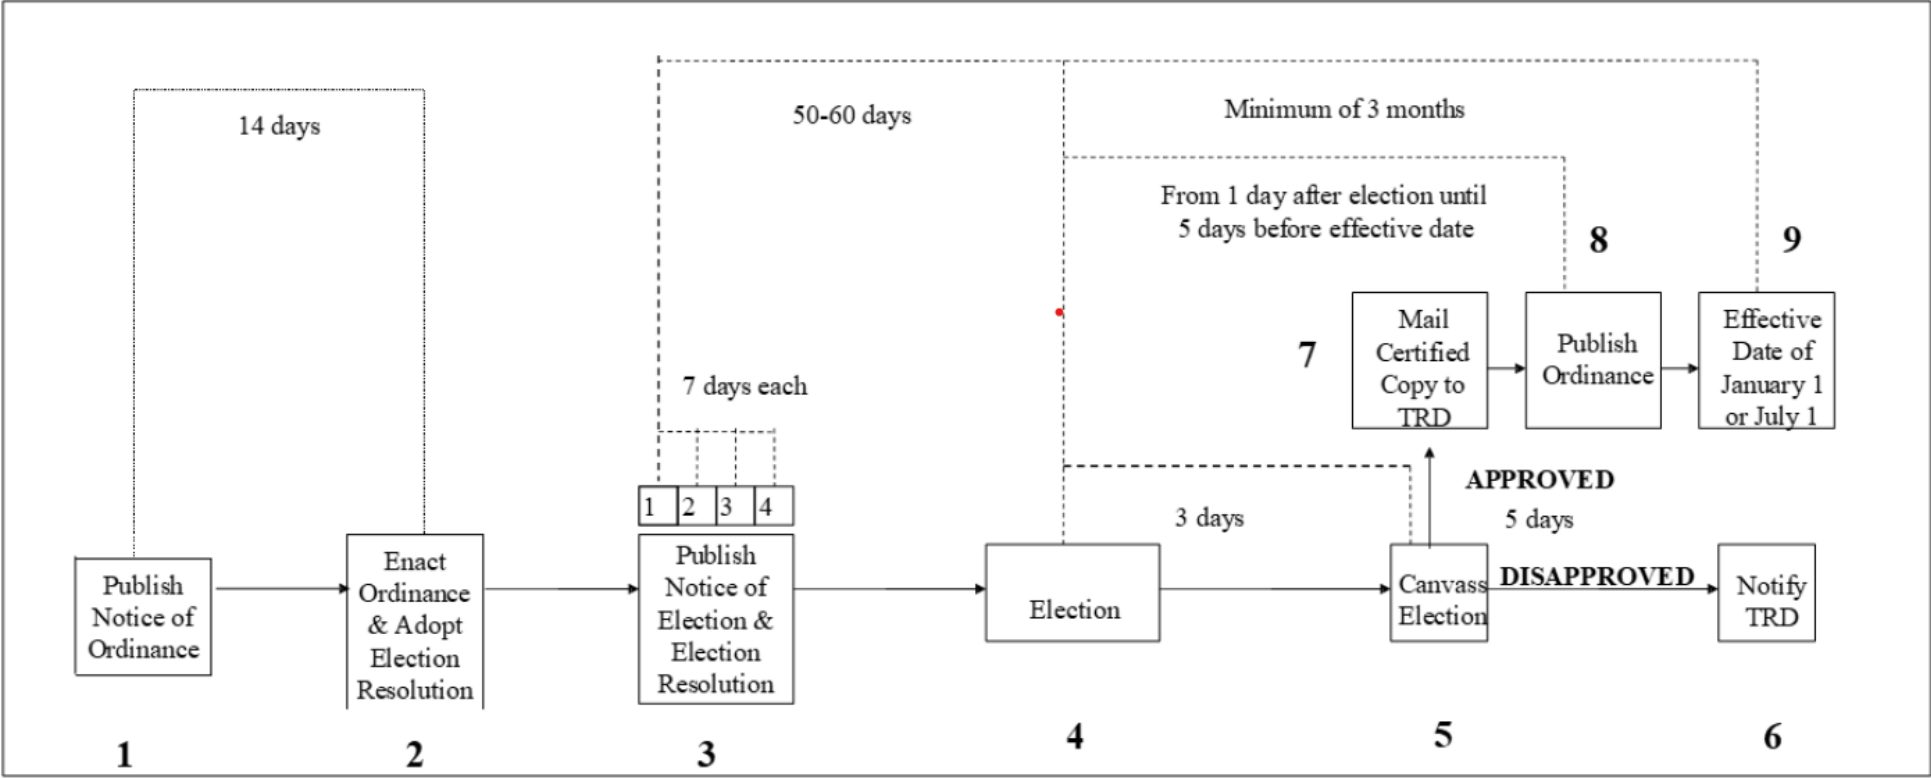 14 days
50-60 days
Minimum of 3 months
From 1 day after election until
5 days before effective date
8
9
7
Mail
Certified
Copy to
TRD
Publish
Ordinance
Effective
Date of
January 1
or July 1
7 days each
1
2
3
4
APPROVED
3 days
5 days
Publish
Notice of
Ordinance
Enact
Ordinance
& Adopt
Election
Resolution
Publish
Notice of
Election &
Election
Resolution
Election
Canvass
Election
DISAPPROVED
Notify
TRD
1
2
3
4
5
6